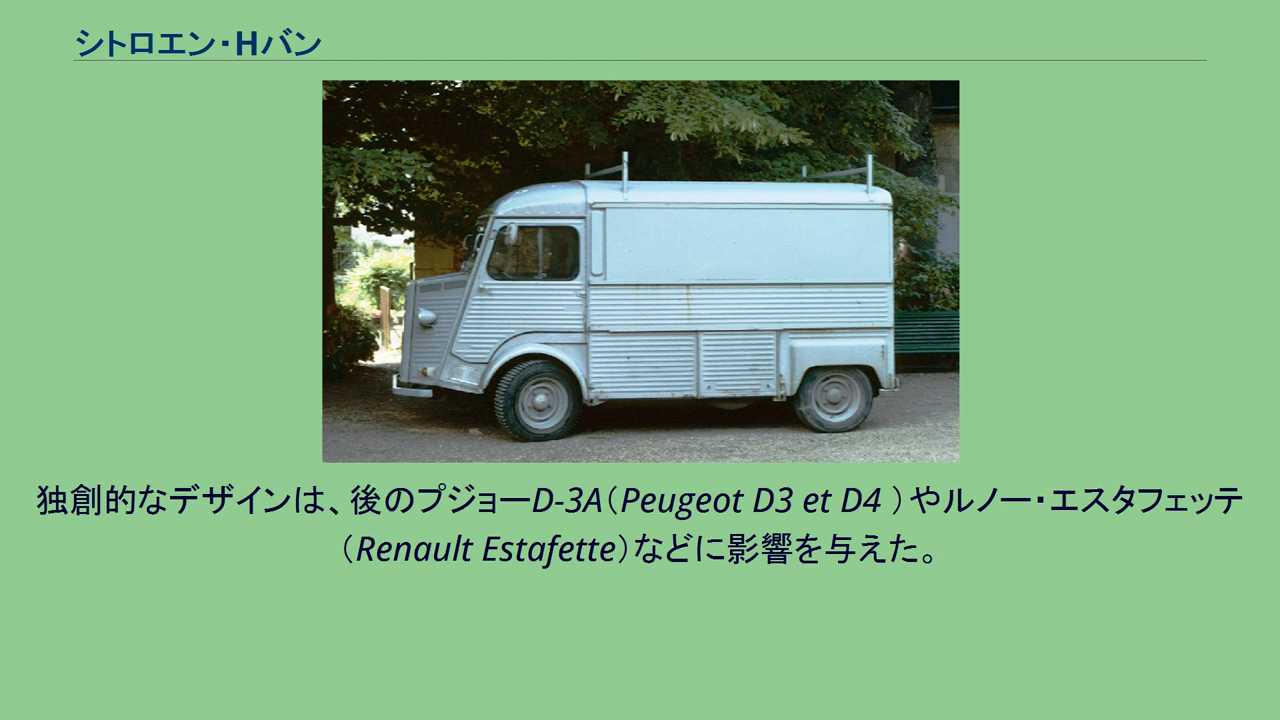 シトロエン・Hバン
独創的なデザインは、後のプジョーD-3A（Peugeot D3 et D4 ）やルノー・エスタフェッテ
（Renault Estafette）などに影響を与えた。